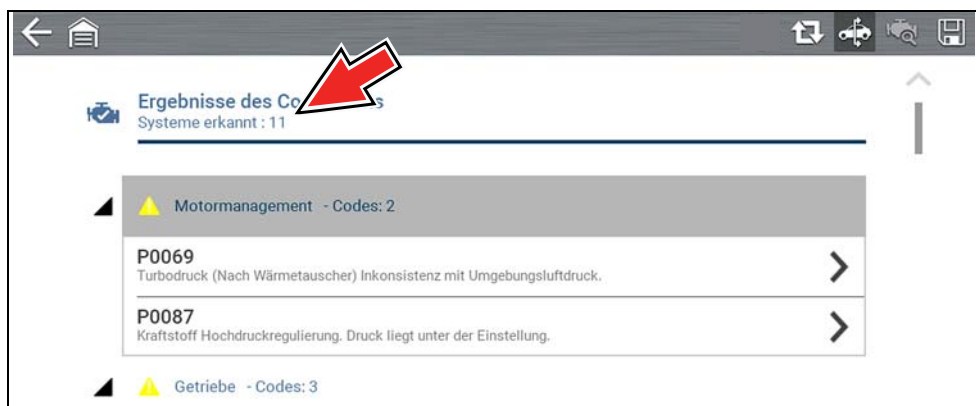 Ergebnisse des
Systeme erkannt : 11
Motormanagement - Codes: 2
P0069
Turbodruck (Nach Wärmetauscher) Inkonsistenz mit Umgebungsluftdruck.
P0087
Kraftstoff Hochdruckregulierung. Druck liegt unter der Einstellung.
Getriebe - Codes: 3